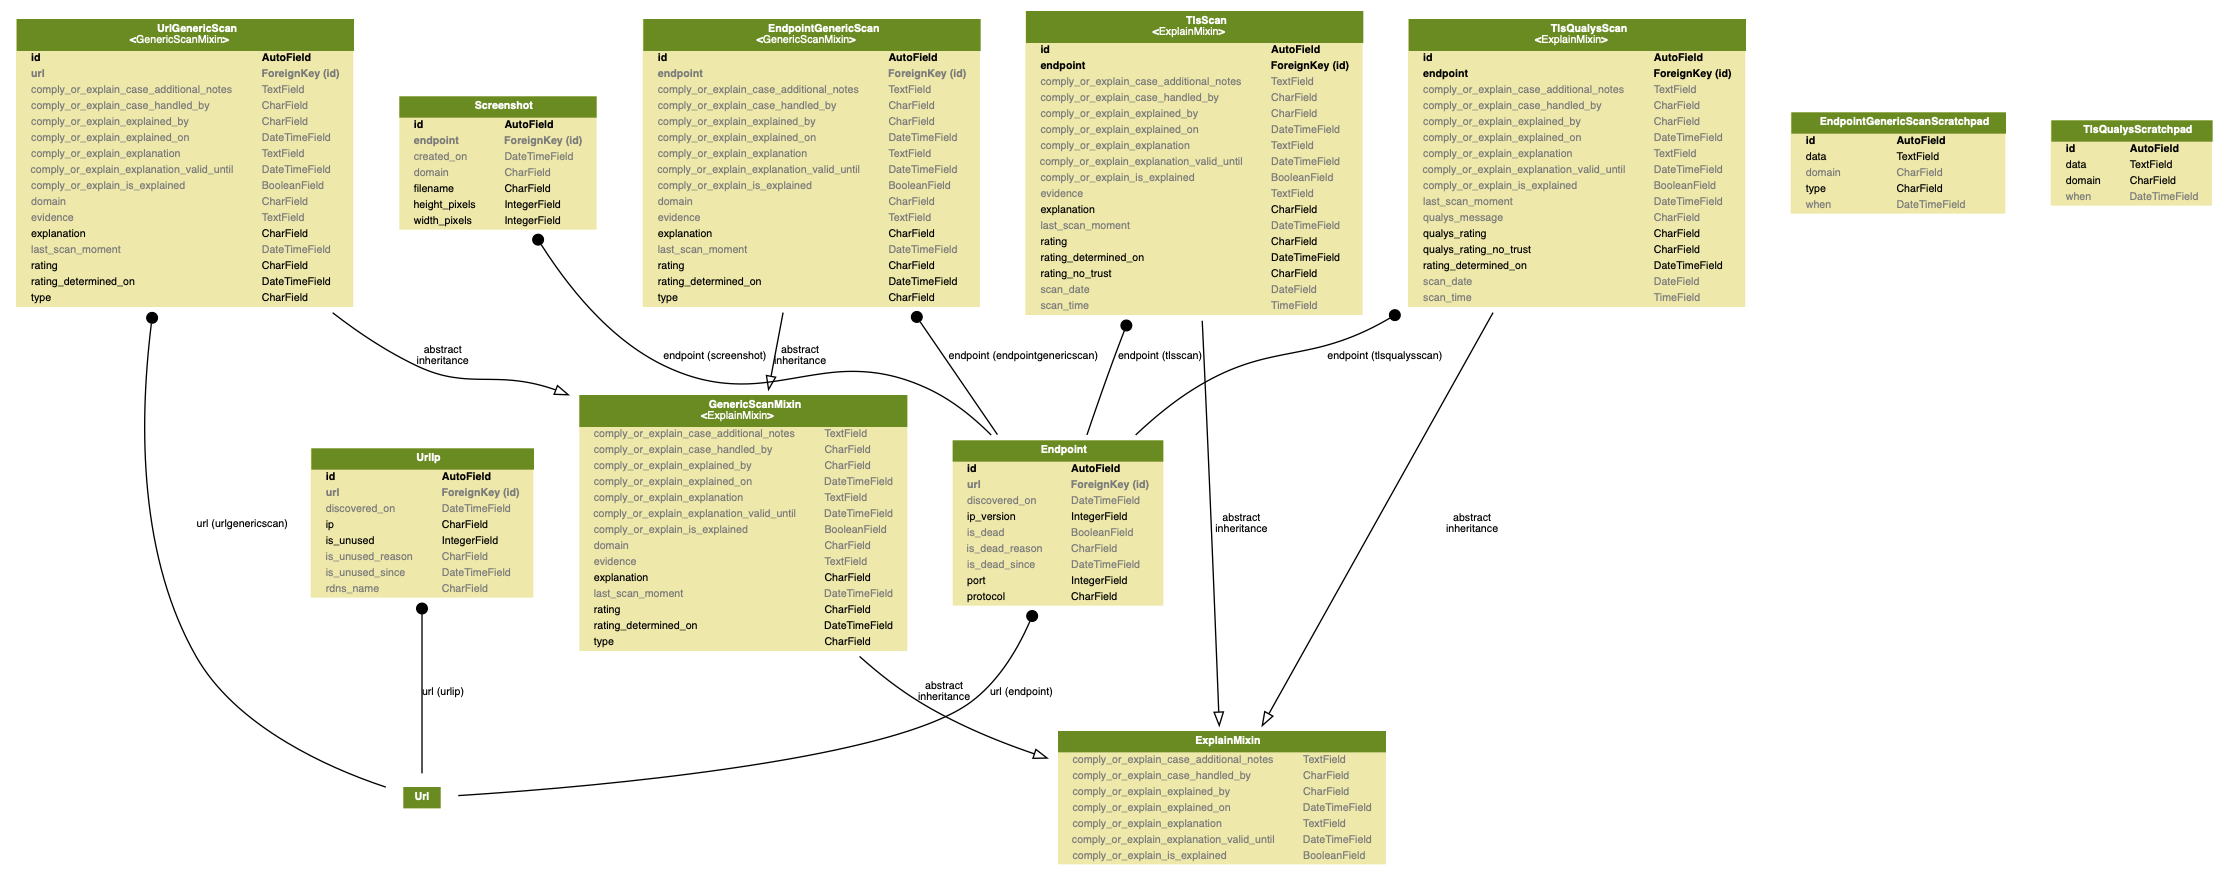 UrlGenericScan
<GenericScanMixin>
id AutoField
url ForeignKey (id)
comply_or_explain_case_additional_notes TextField
comply_or_explain_case_handled_by CharField
comply_or_explain_explained_by CharField
comply_or_explain_explained_on DateTimeField
comply_or_explain_explanation TextField
comply_or_explain_explanation_valid_until DateTimeField
comply_or_explain_is_explained BooleanField
domain CharField
evidence TextField
explanation CharField
last_scan_moment DateTimeField
rating CharField
rating_determined_on DateTimeField
type CharField
Screenshot
id AutoField
endpoint ForeignKey (id)
created_on DateTimeField
domain CharField
filename CharField
height_pixels IntegerField
width_pixels IntegerField
EndpointGenericScan
<GenericScanMixin>
id AutoField
endpoint ForeignKey (id)
comply_or_explain_case_additional_notes TextField
comply_or_explain_case_handled_by CharField
comply_or_explain_explained_by CharField
comply_or_explain_explained_on DateTimeField
comply_or_explain_explanation TextField
comply_or_explain_explanation_valid_until DateTimeField
comply_or_explain_is_explained BooleanField
domain CharField
evidence TextField
explanation CharField
last_scan_moment DateTimeField
rating CharField
rating_determined_on DateTimeField
type CharField
TlsScan
<ExplainMixin>
id AutoField
endpoint ForeignKey (id)
comply_or_explain_case_additional_notes TextField
comply_or_explain_case_handled_by CharField
comply_or_explain_explained_by CharField
comply_or_explain_explained_on DateTimeField
comply_or_explain_explanation TextField
comply_or_explain_explanation_valid_until DateTimeField
comply_or_explain_is_explained BooleanField
evidence TextField
explanation CharField
last_scan_moment DateTimeField
rating CharField
rating_determined_on DateTimeField
rating_no_trust CharField
scan_date DateField
scan_time TimeField
TlsQualysScan
<ExplainMixin>
id AutoField
endpoint ForeignKey (id)
comply_or_explain_case_additional_notes TextField
comply_or_explain_case_handled_by CharField
comply_or_explain_explained_by CharField
comply_or_explain_explained_on DateTimeField
comply_or_explain_explanation TextField
comply_or_explain_explanation_valid_until DateTimeField
comply_or_explain_is_explained BooleanField
last_scan_moment DateTimeField
qualys_message CharField
qualys_rating CharField
qualys_rating_no_trust CharField
rating_determined_on DateTimeField
scan_date DateField
scan_time TimeField
EndpointGenericScanScratchpad
id AutoField
data TextField
domain CharField
type CharField
when DateTimeField
TlsQualysScratchpad
id AutoField
data TextField
domain CharField
when DateTimeField
abstract
inheritance
endpoint (screenshot)
abstract
inheritance
endpoint (endpointgenericscan)
endpoint (tlsscan)
endpoint (tlsqualysscan)
UrlIp
id AutoField
url ForeignKey (id)
discovered_on DateTimeField
ip CharField
is_unused IntegerField
is_unused_reason CharField
is_unused_since DateTimeField
rdns_name CharField
GenericScanMixin
<ExplainMixin>
comply_or_explain_case_additional_notes TextField
comply_or_explain_case_handled_by CharField
comply_or_explain_explained_by CharField
comply_or_explain_explained_on DateTimeField
comply_or_explain_explanation TextField
comply_or_explain_explanation_valid_until DateTimeField
comply_or_explain_is_explained BooleanField
domain CharField
evidence TextField
explanation CharField
last_scan_moment DateTimeField
rating CharField
rating_determined_on DateTimeField
type CharField
Endpoint
id AutoField
url ForeignKey (id)
discovered_on DateTimeField
ip_version IntegerField
is_dead BooleanField
is_dead_reason CharField
is_dead_since DateTimeField
port IntegerField
protocol CharField
url (urlgenericscan)
abstract
inheritance
abstract
inheritance
url (urlip)
abstract
inheritance
url (endpoint)
Url
ExplainMixin
comply_or_explain_case_additional_notes TextField
comply_or_explain_case_handled_by CharField
comply_or_explain_explained_by CharField
comply_or_explain_explained_on DateTimeField
comply_or_explain_explanation TextField
comply_or_explain_explanation_valid_until DateTimeField
comply_or_explain_is_explained BooleanField